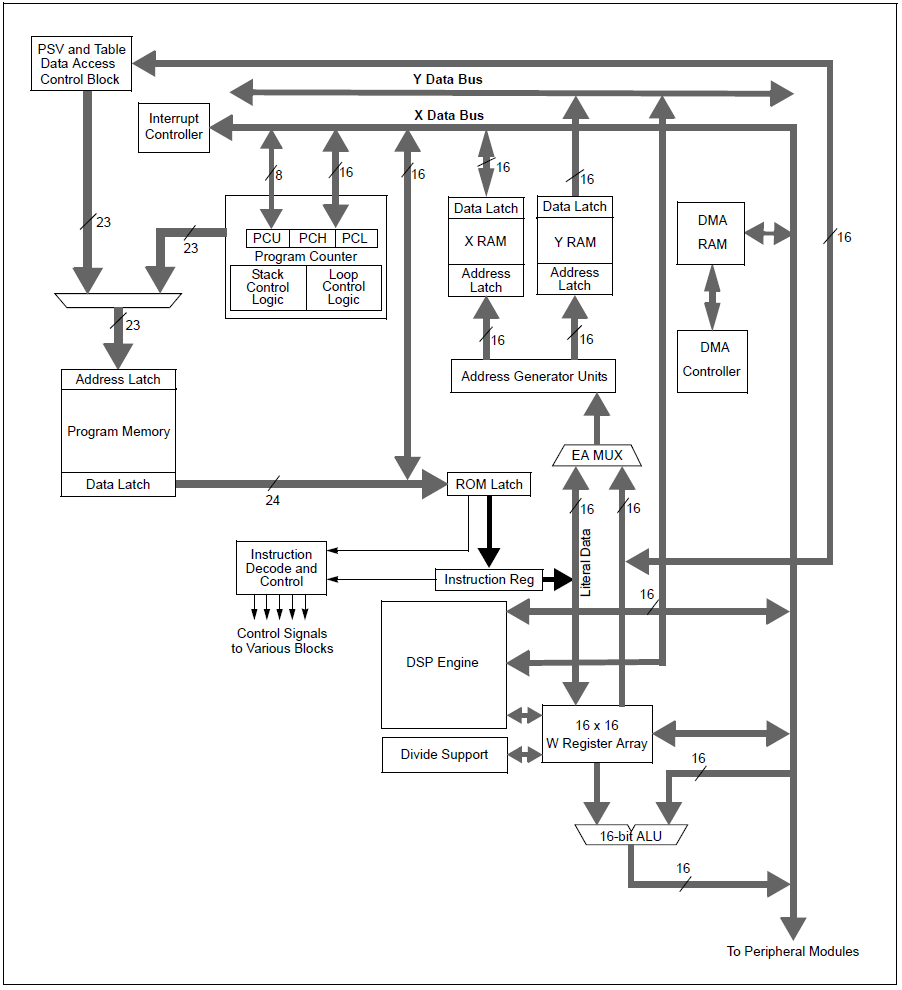 PSV and Table
Data Access
Control Block
Y Data Bus
X Data Bus
Interrupt
Controller
8
16
16
16
16
23
23
16
PCU
PCH
PCL
Program Counter
Stack
Control
Logic
Loop
Control
Logic
Data Latch
X RAM
Address
Latch
Data Latch
Y RAM
Address
Latch
DMA
RAM
DMA
Controller
23
16
16
Address Generator Units
Address Latch
Program Memory
Data Latch
24
EA MUX
ROM Latch
16
16
Literal Data
Instruction
Decode and
Control
Instruction Reg
Control Signals
to Various Blocks
16
DSP Engine
16 x 16
W Register Array
Divide Support
16
16-bit ALU
16
To Peripheral Modules